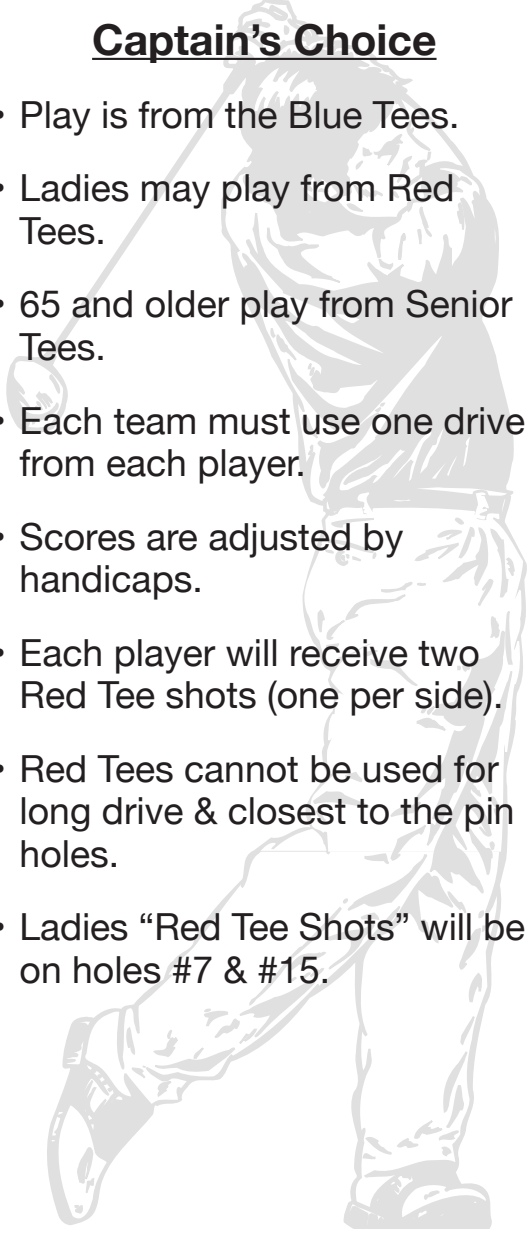 Captain’s Choice
• Play is from the Blue Tees.
• Ladies may play from Red
Tees.
• 65 and older play from Senior
Tees.
• Each team must use one drive
from each player.
• Scores are adjusted by
handicaps.
• Each player will receive two
Red Tee shots (one per side).
• Red Tees cannot be used for
long drive & closest to the pin
holes.
• Ladies “Red Tee Shots” will be
on holes #7 & #15.